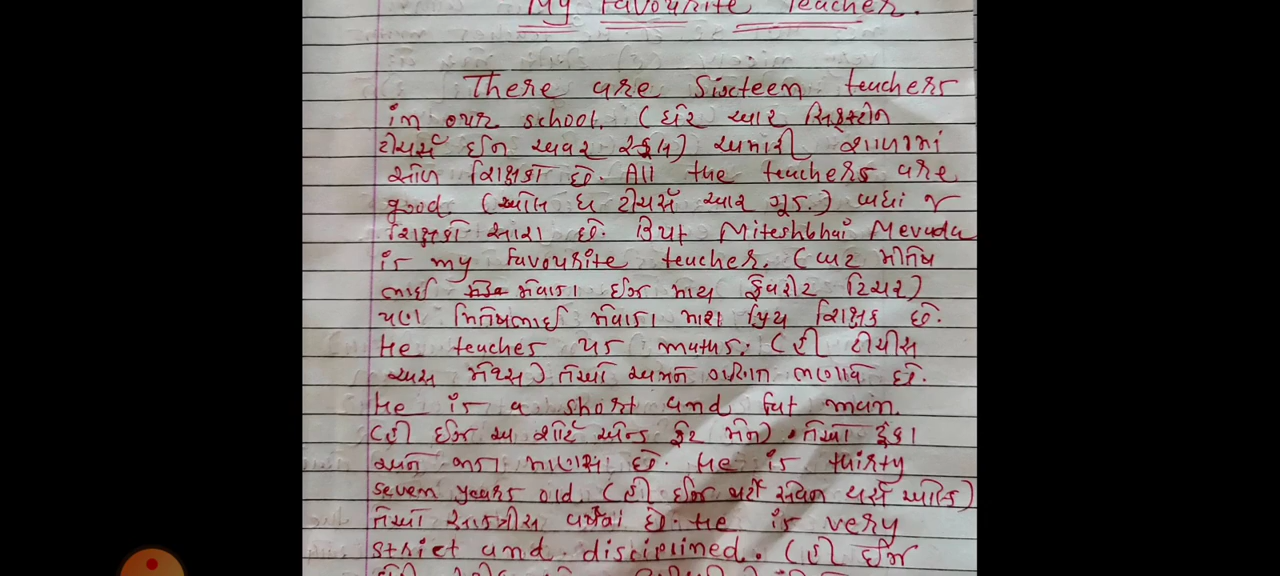 My Favourite Teacher.
There are Sixteen teachers
in our school. (ધેર આર સિક્સ્ટીન
ટીચર્સ ઈન અવર સ્કૂલ) અમારી શાળામાં
સોળ શિક્ષકો છે. All the teachers are
good. (ઓલ ધ ટીચર્સ આર ગૂડ.) બધાં જ
શિક્ષકો સારા છે. But Miteshbhai Mevada
is my favourite teacher. (બટ મીતેષ
ભાઈ મેવાડા ઈઝ માય ફેવરીટ ટિચર)
પણ મિતેષભાઈ મેવાડા મારા પ્રિય શિક્ષક છે.
He teaches us maths. (હી ટીચીસ
અસ મેથ્સ) તેઓ અમને ગણિત ભણાવે છે.
He is a short and fat man.
(હી ઈઝ અ શોર્ટ એન્ડ ફેટ મેન). તેઓ ઠૂંકા
અને જાડા માણસ છે. He is thirty
seven years old. (હી ઈઝ થર્ટી સેવન યર્સ ઓલ્ડ)
તેઓ સાડત્રીસ વર્ષના છે. He is very
strict and disciplined. (હી ઈઝ